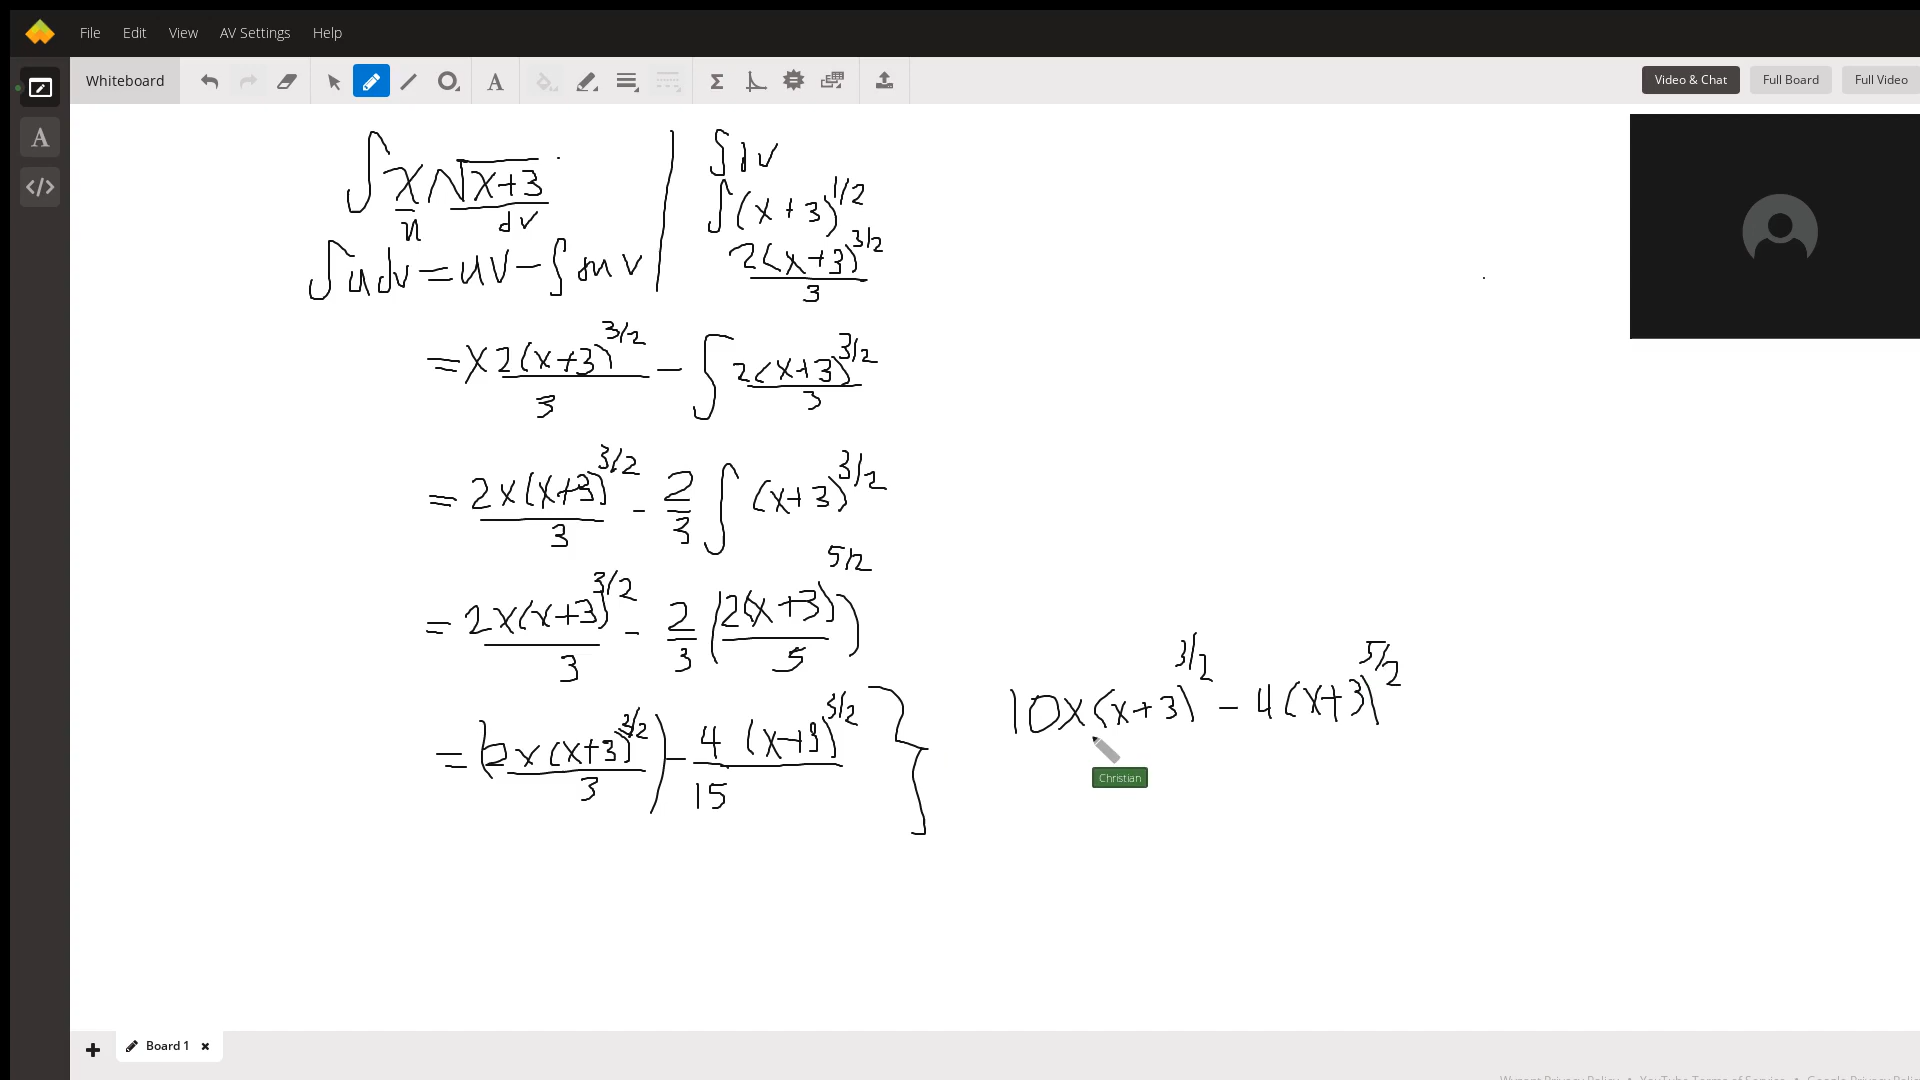 File Edit View AV Settings Help
Whiteboard A Σ Video & Chat Full Board Full Video
A
</>
∫ x √x+3
u dv
∫udv = uv - ∫
∫dv
∫(x+3)^1/2
2(x+3)^3/2 / 3
= x 2(x+3)^3/2 / 3 - ∫ 2(x+3)^3/2 / 3
= 2x(x+3)^3/2 / 3 - 2/3 ∫ (x+3)^3/2
= 2x(x+3)^3/2 / 3 - 2/3 (2(x+3)^5/2 / 5)
= (2x(x+3)^3/2 / 3) - 4(x+3) / 15 }
10x(x+3)^3/2 - 4(x+3)^5/2
Christian
Board 1 ×